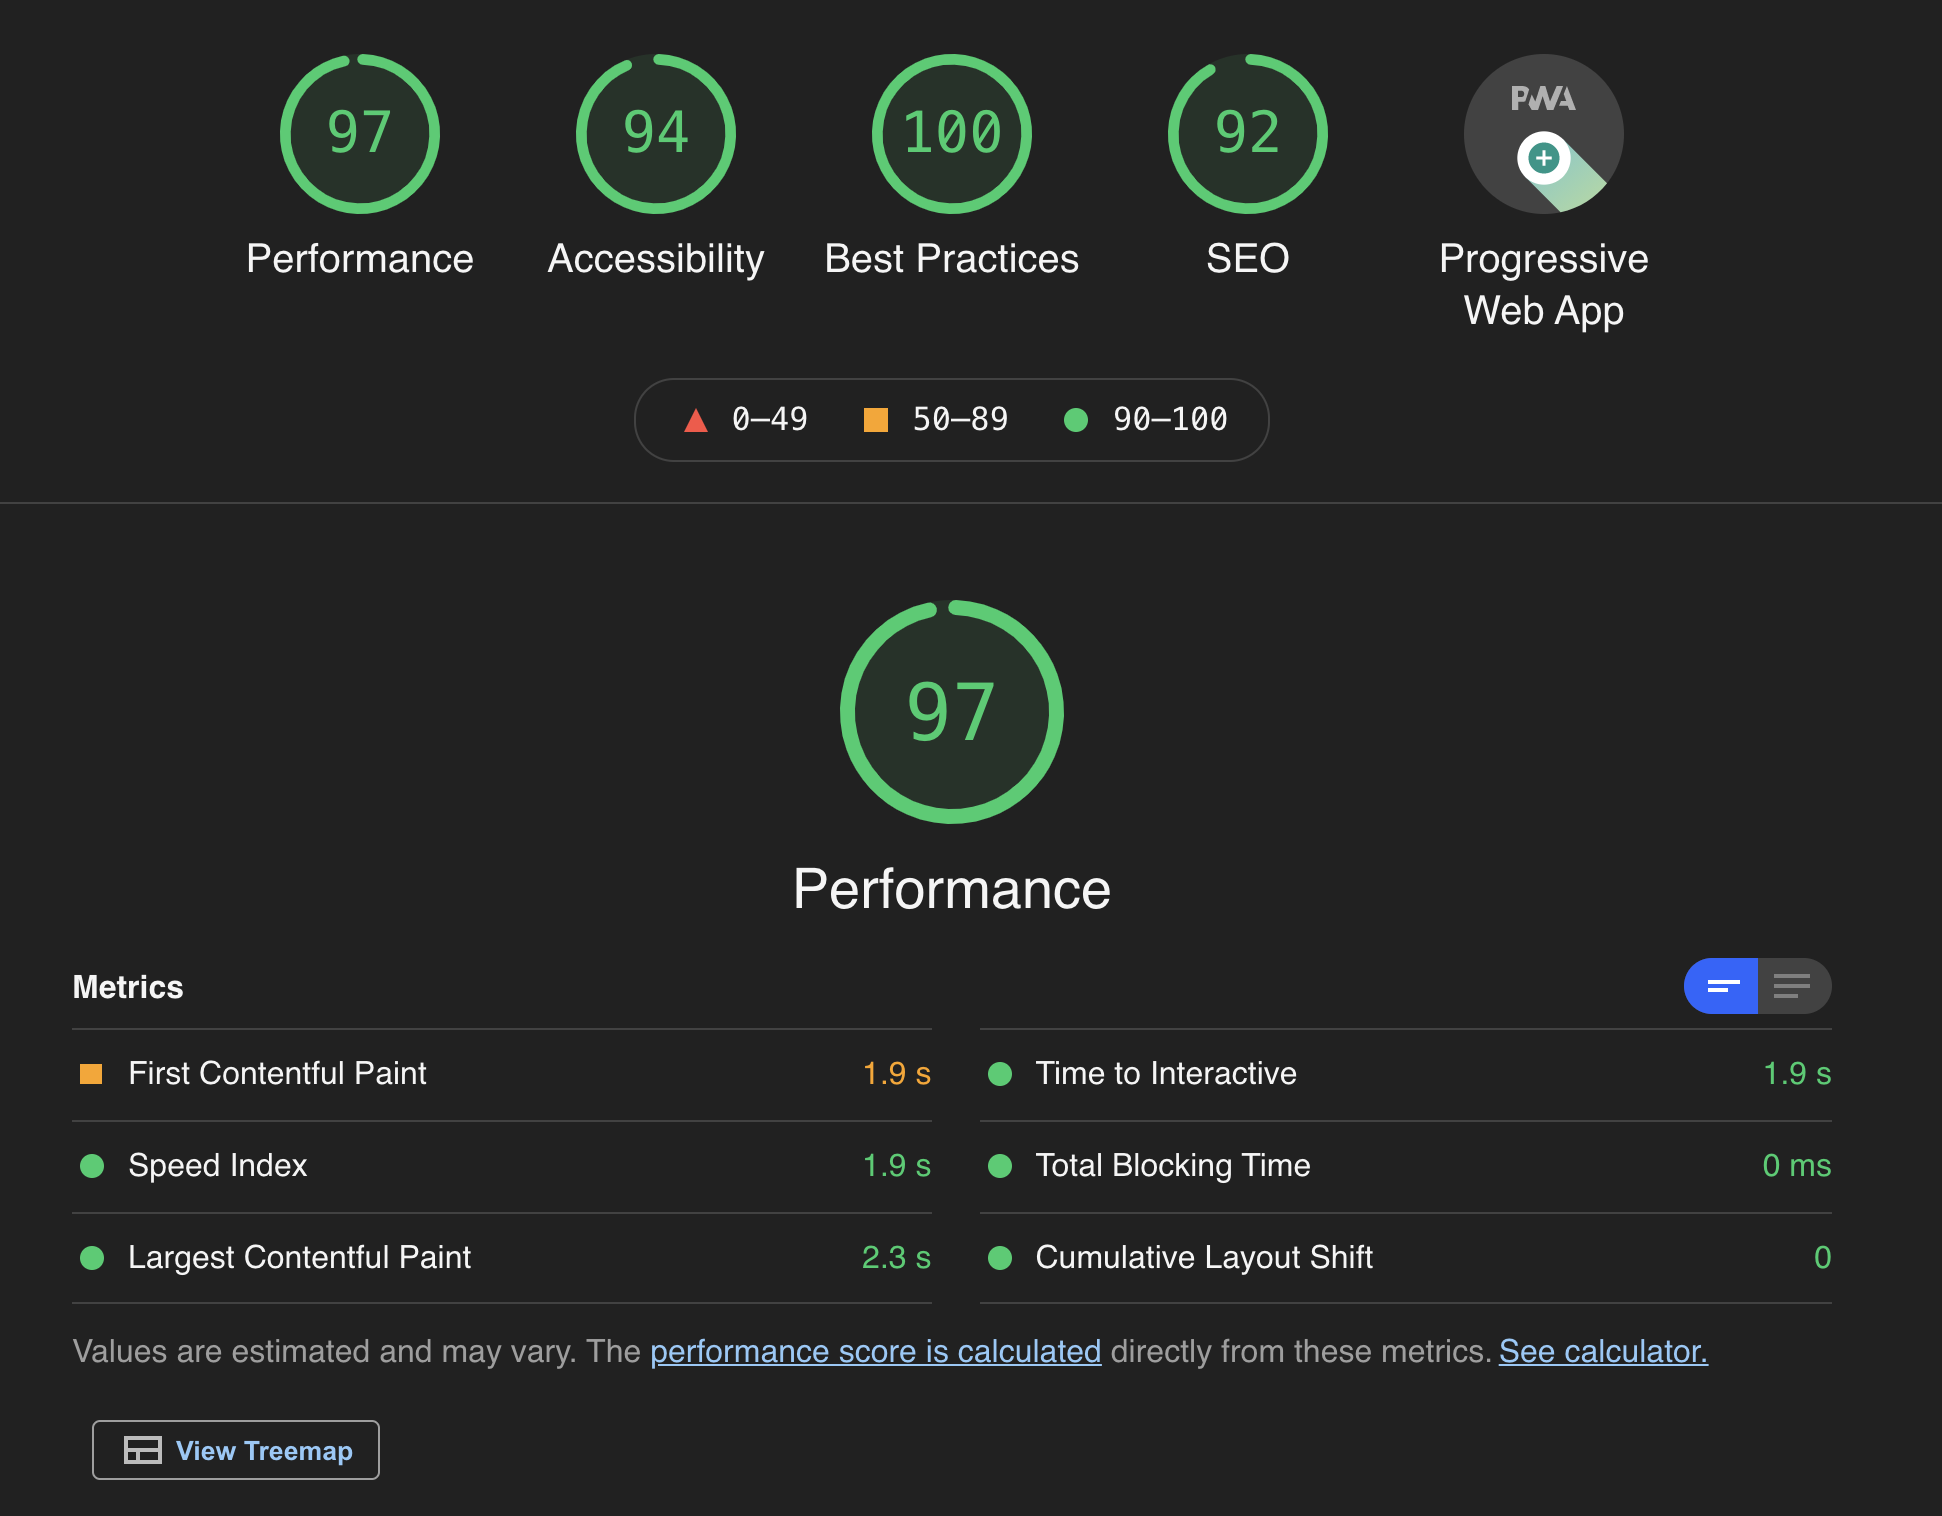 97
94
100
92
PWA
Performance
Accessibility
Best Practices
SEO
Progressive
Web App
0–49
50–89
90–100
97
Performance
Metrics
First Contentful Paint 1.9 s
Time to Interactive 1.9 s
Speed Index 1.9 s
Total Blocking Time 0 ms
Largest Contentful Paint 2.3 s
Cumulative Layout Shift 0
Values are estimated and may vary. The performance score is calculated directly from these metrics. See calculator.
View Treemap